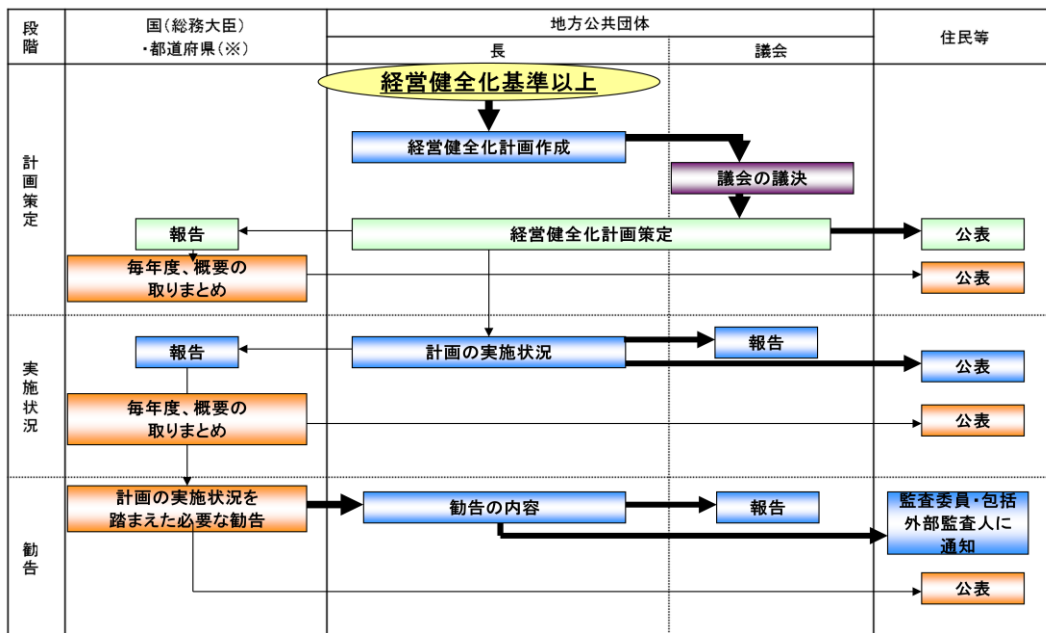 段階
国(総務大臣)
・都道府県(※)
地方公共団体
長
議会
住民等
計画策定
経営健全化基準以上
経営健全化計画作成
議会の議決
報告
経営健全化計画策定
公表
毎年度、概要の
取りまとめ
公表
実施状況
報告
計画の実施状況
報告
公表
毎年度、概要の
取りまとめ
公表
勧告
計画の実施状況を
踏まえた必要な勧告
勧告の内容
報告
監査委員・包括
外部監査人に
通知
公表